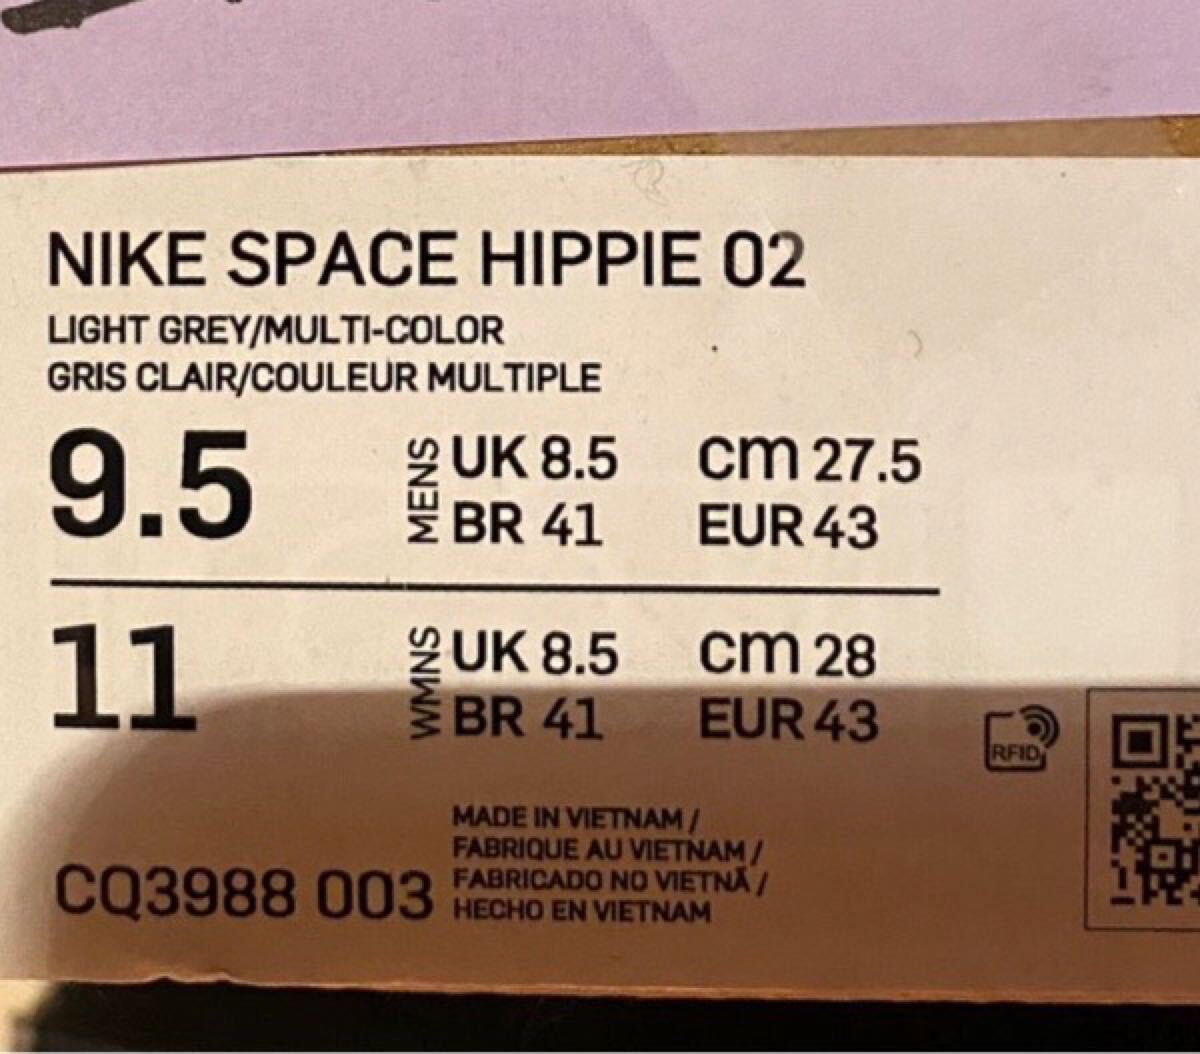 NIKE SPACE HIPPIE 02
LIGHT GREY/MULTI-COLOR
GRIS CLAIR/COULEUR MULTIPLE
9.5 MENS UK 8.5 CM 27.5
BR 41 EUR 43
11 WMNS UK 8.5 CM 28
BR 41 EUR 43
RFID
MADE IN VIETNAM /
FABRIQUE AU VIETNAM /
FABRICADO NO VIETNÃ /
HECHO EN VIETNAM
CQ3988 003